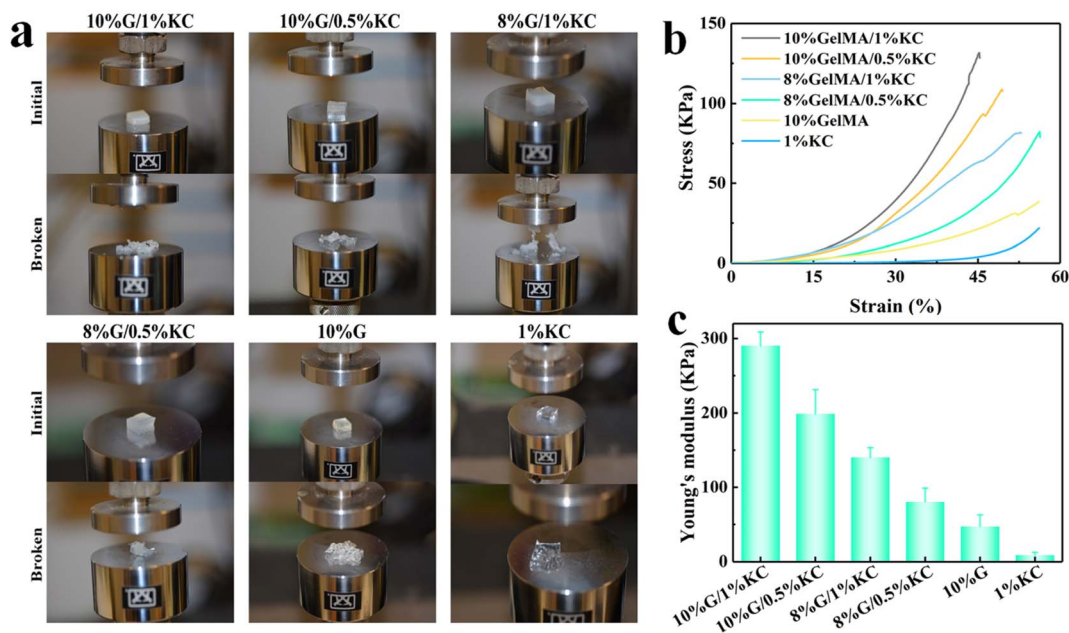 a
10%G/1%KC
10%G/0.5%KC
8%G/1%KC
Initial
Broken
8%G/0.5%KC
10%G
1%KC
Initial
Broken
b
150
100
50
0
Stress (KPa)
10%GelMA/1%KC
10%GelMA/0.5%KC
8%GelMA/1%KC
8%GelMA/0.5%KC
10%GelMA
1%KC
0
15
30
45
60
Strain (%)
c
300
200
100
0
Young's modulus (KPa)
10%G/1%KC
10%G/0.5%KC
8%G/1%KC
8%G/0.5%KC
10%G
1%KC